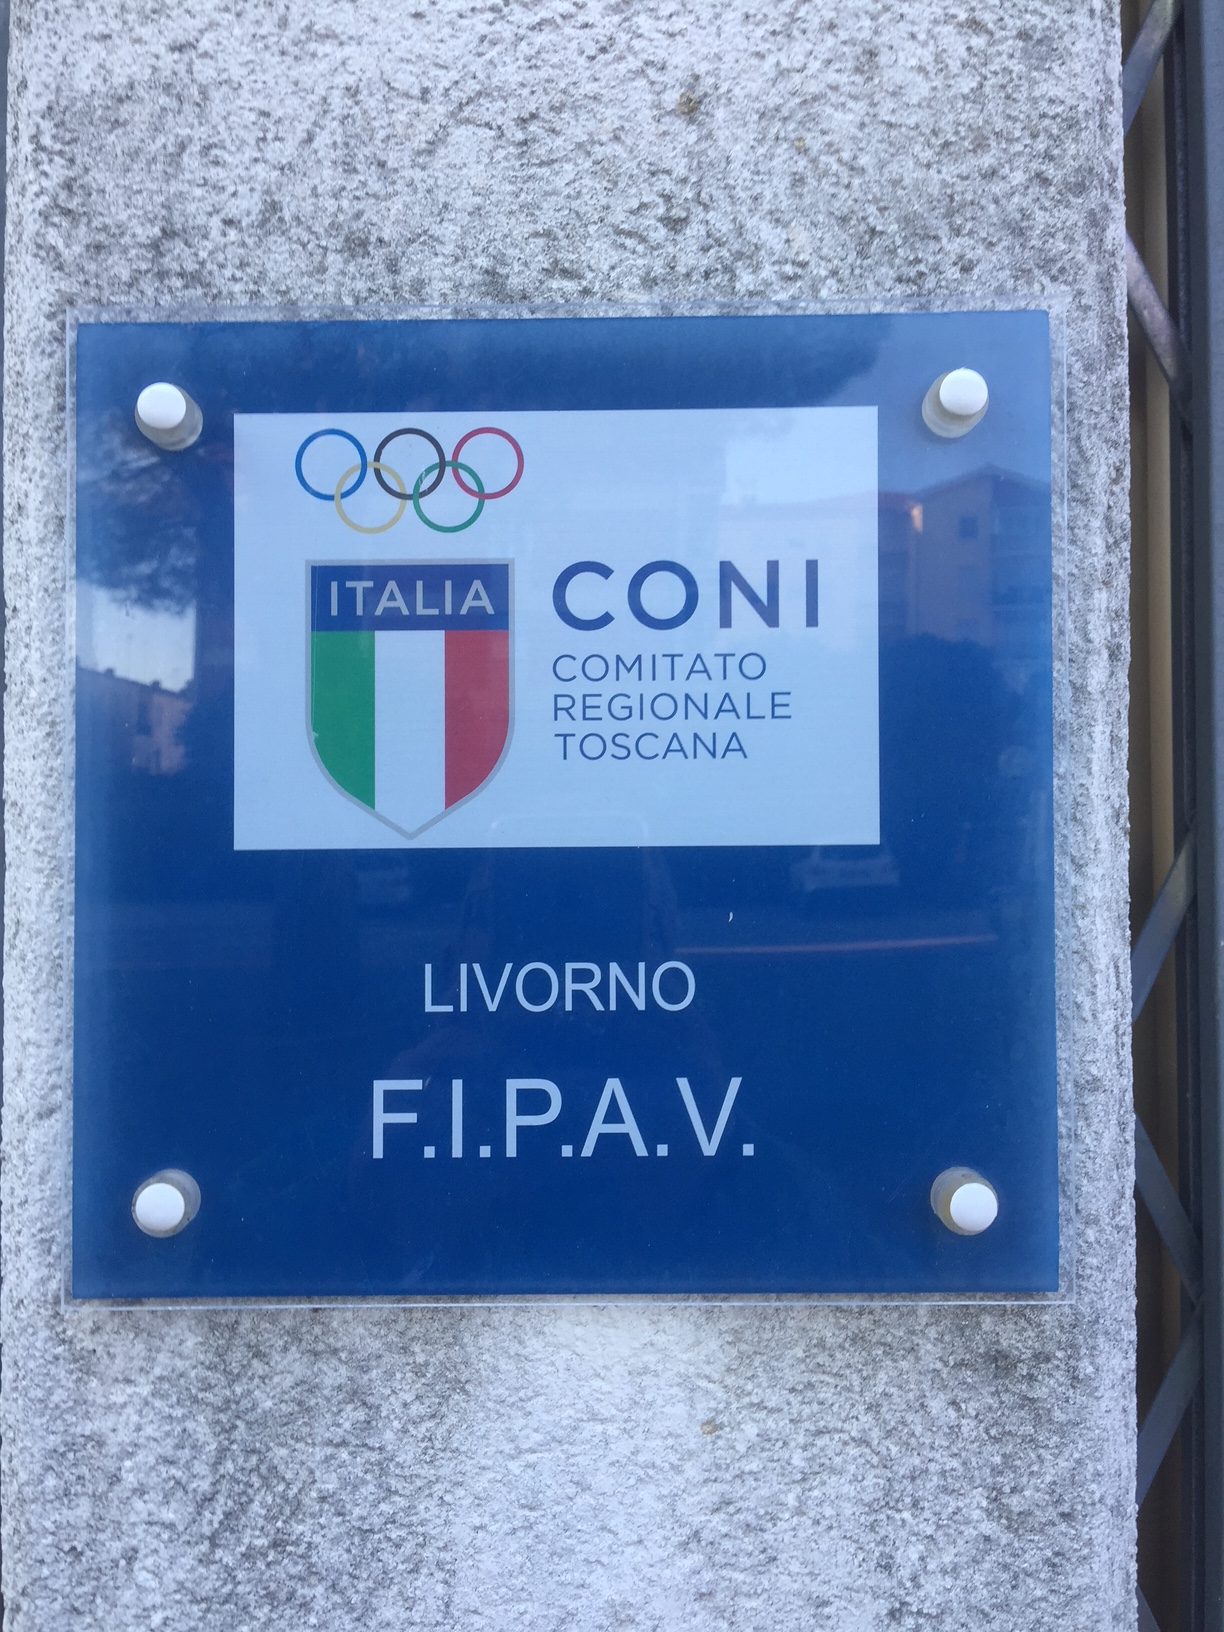 ITALIA
CONI
COMITATO
REGIONALE
TOSCANA
LIVORNO
F.I.P.A.V.